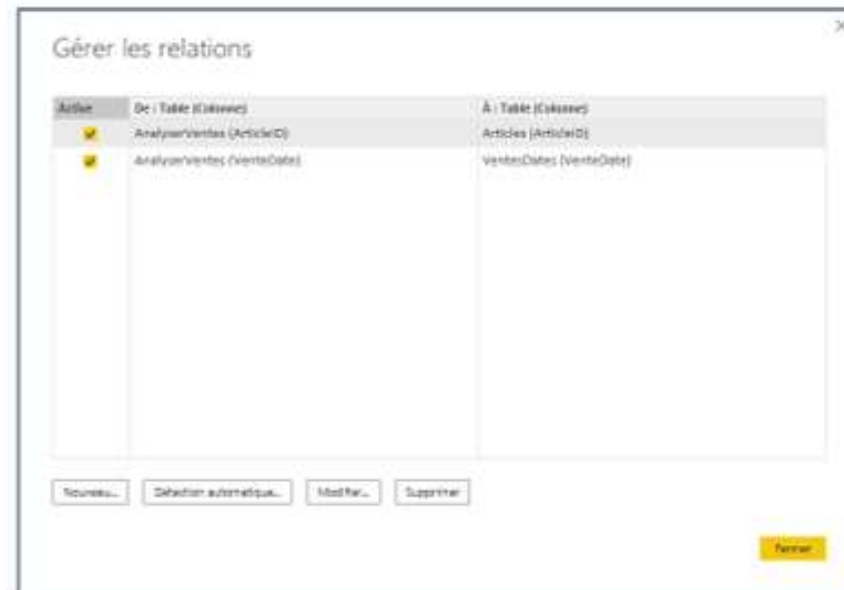 Gérer les relations
Active De : Table (Colonne) À : Table (Colonne)
AnalyserVentes (ArticleID) Articles (ArticleID)
AnalyserVentes (VenteDate) VentesDates (VenteDate)
Nouveau... Détection automatique... Modifier... Supprimer
Fermer